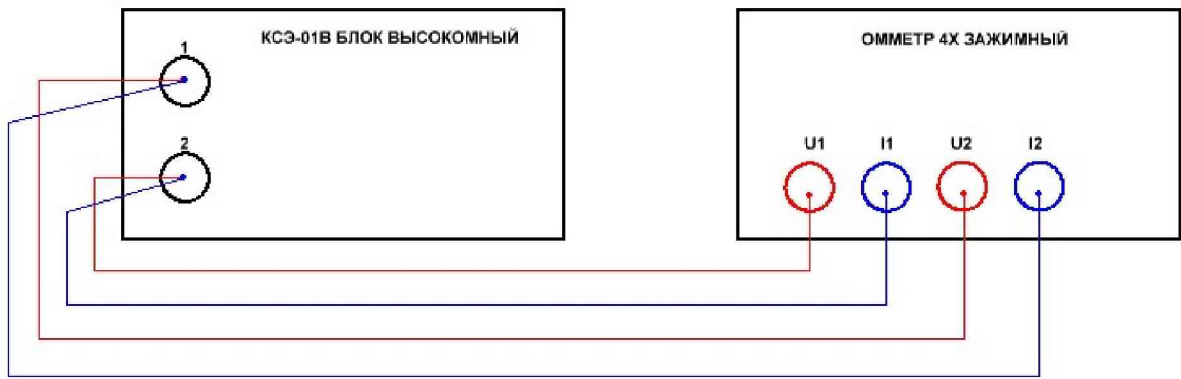 КСЭ-01В БЛОК ВЫСОКОМНЫЙ
1
2
ОММЕТР 4Х ЗАЖИМНЫЙ
U1 I1 U2 I2